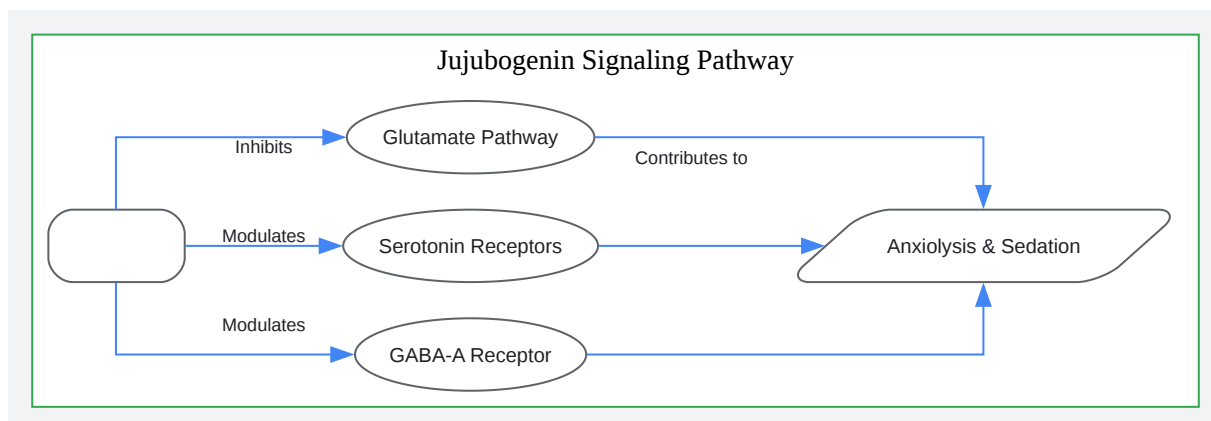 Jujubogenin Signaling Pathway
Inhibits
Glutamate Pathway
Contributes to
Modulates
Serotonin Receptors
Anxiolysis & Sedation
Modulates
GABA-A Receptor